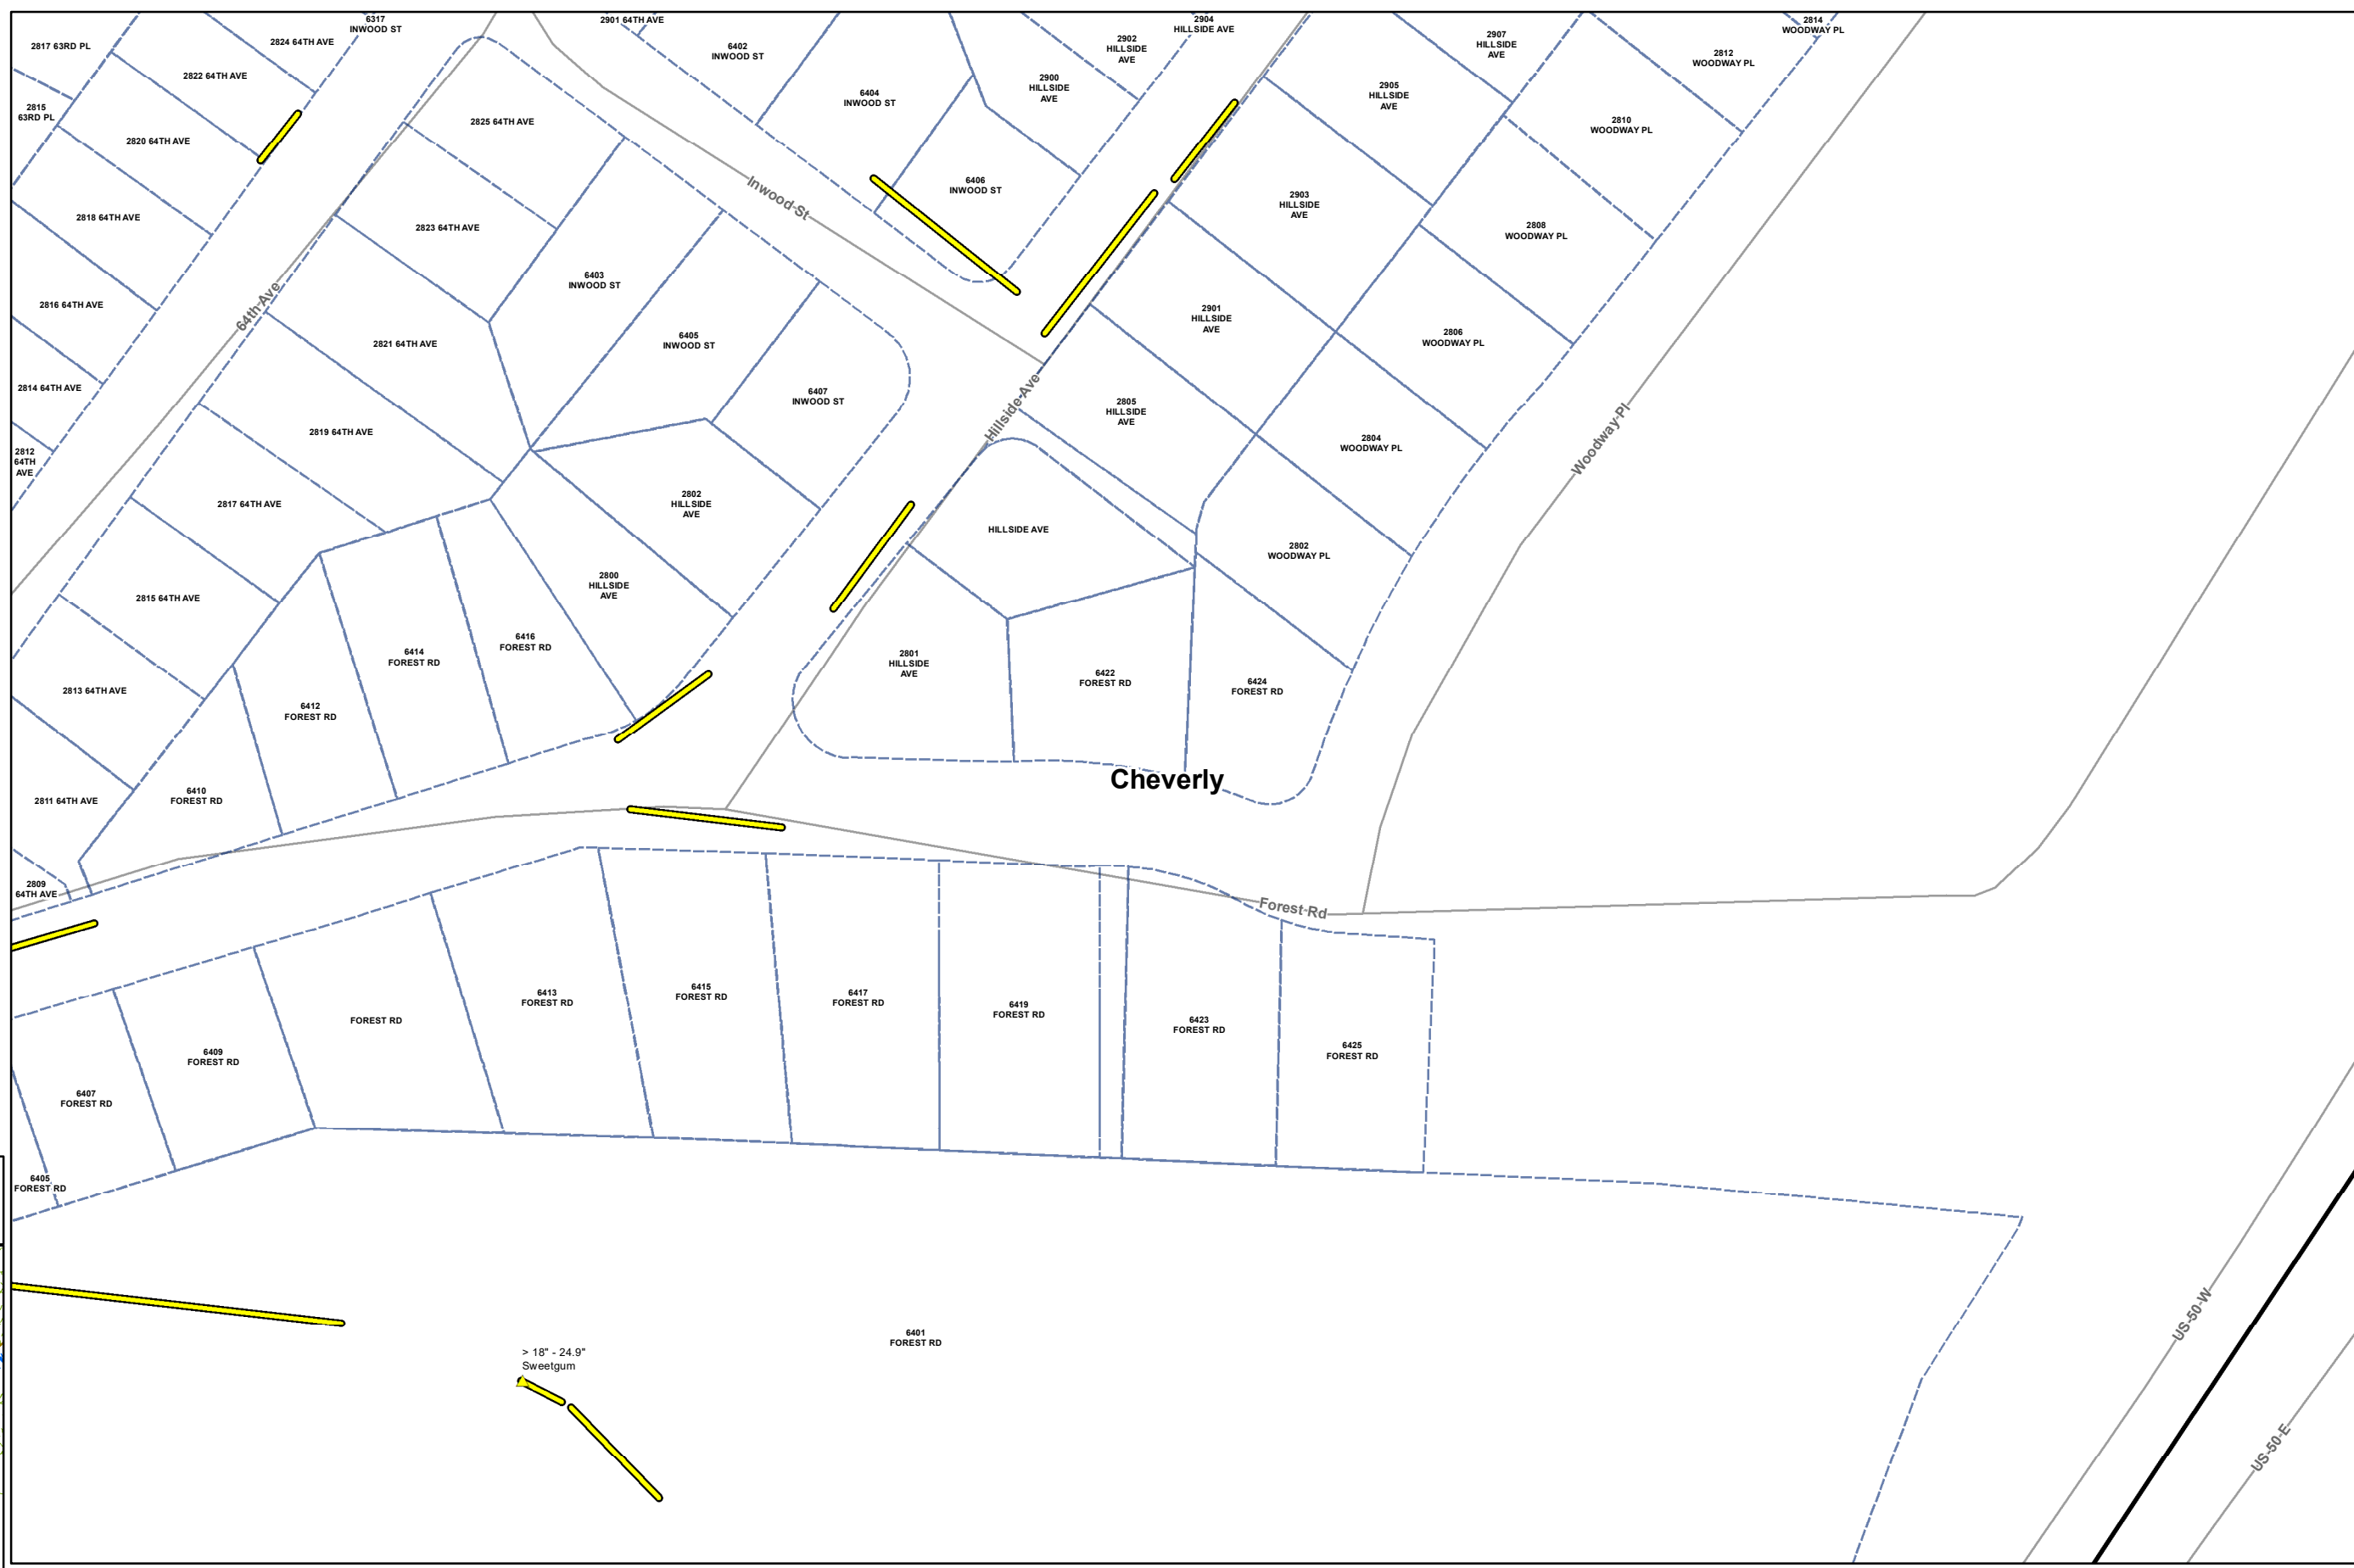 6317
INWOOD ST
2901 64TH AVE
2904
HILLSIDE AVE
2814
WOODWAY PL
2817 63RD PL
2824 64TH AVE
2822 64TH AVE
6402
INWOOD ST
2902
HILLSIDE
AVE
2907
HILLSIDE
AVE
2812
WOODWAY PL
2815
63RD PL
2820 64TH AVE
2825 64TH AVE
6404
INWOOD ST
2900
HILLSIDE
AVE
2905
HILLSIDE
AVE
2810
WOODWAY PL
Inwood St
6406
INWOOD ST
2818 64TH AVE
2823 64TH AVE
2903
HILLSIDE
AVE
2808
WOODWAY PL
64th Ave
6403
INWOOD ST
2816 64TH AVE
2821 64TH AVE
6405
INWOOD ST
2901
HILLSIDE
AVE
2806
WOODWAY PL
2814 64TH AVE
6407
INWOOD ST
Hillside Ave
2805
HILLSIDE
AVE
Woodway Pl
2819 64TH AVE
2804
WOODWAY PL
2812
64TH
AVE
2817 64TH AVE
2802
HILLSIDE
AVE
HILLSIDE AVE
2802
WOODWAY PL
2815 64TH AVE
2800
HILLSIDE
AVE
6414
FOREST RD
6416
FOREST RD
2801
HILLSIDE
AVE
6422
FOREST RD
6424
FOREST RD
2813 64TH AVE
6412
FOREST RD
Cheverly
2811 64TH AVE
6410
FOREST RD
2809
64TH AVE
Forest Rd
6407
FOREST RD
6409
FOREST RD
FOREST RD
6413
FOREST RD
6415
FOREST RD
6417
FOREST RD
6419
FOREST RD
6423
FOREST RD
6425
FOREST RD
6405
FOREST RD
6401
FOREST RD
> 18" - 24.9"
Sweetgum
US-50-W
US-50-E